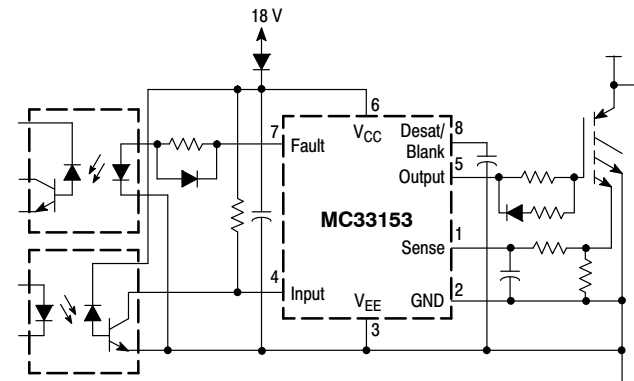 18 V
6
VCC
Desat/
Blank
8
7
Fault
5
Output
MC33153
Sense
1
4
Input
VEE
GND
2
3